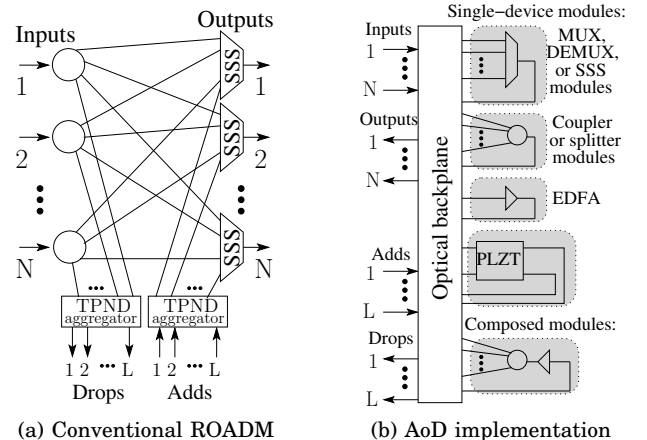 Inputs
Outputs
1
2
N
SSS
SSS
SSS
1
2
N
TPND
aggregator
TPND
aggregator
1 2 ... L
1 2 ... L
Drops
Adds
(a) Conventional ROADM
Inputs
1
N
Outputs
1
N
Adds
1
L
Drops
1
L
Optical backplane
Single-device modules:
MUX,
DEMUX,
or SSS
modules
Coupler
or splitter
modules
EDFA
PLZT
Composed modules:
(b) AoD implementation